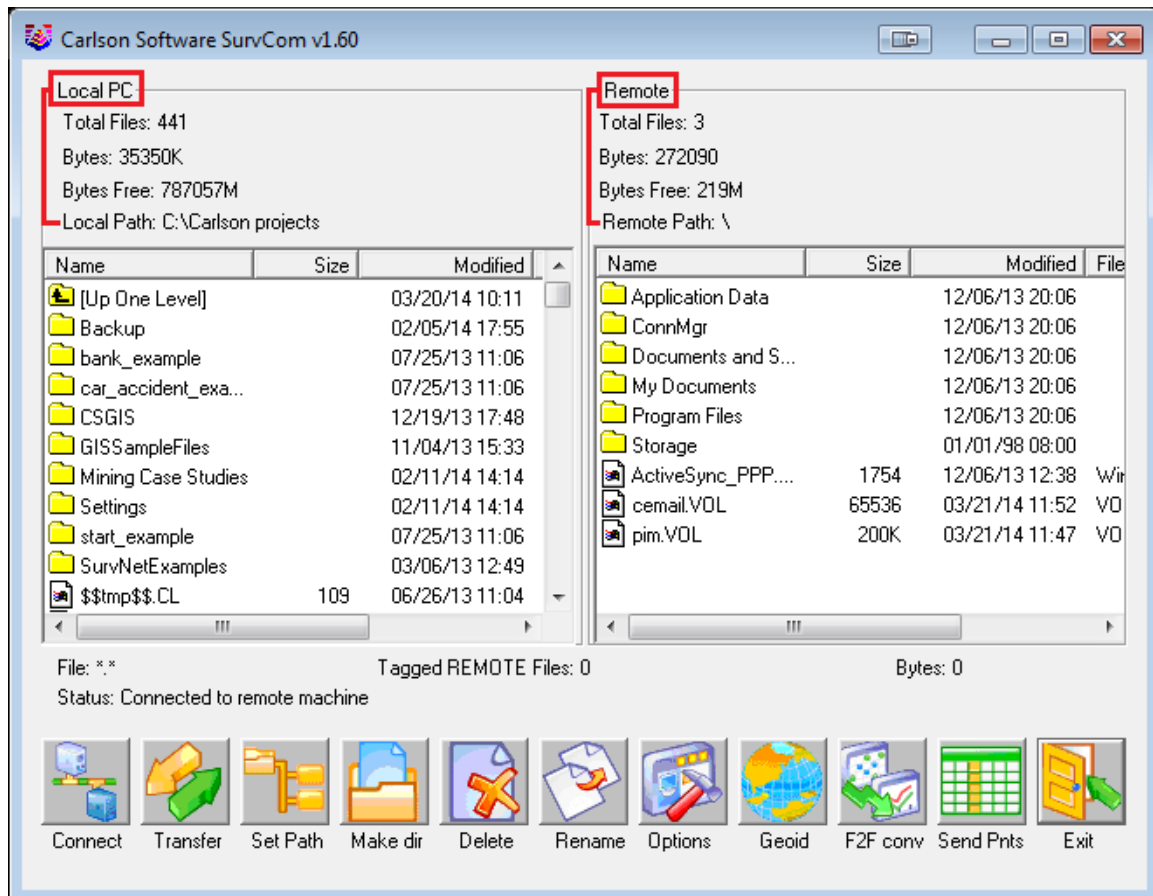 Carlson Software SurvCom v1.60
Local PC
Total Files: 441
Bytes: 35350K
Bytes Free: 787057M
Local Path: C:\Carlson projects
Name Size Modified
[Up One Level] 03/20/14 10:11
Backup 02/05/14 17:55
bank_example 07/25/13 11:06
car_accident_exa... 07/25/13 11:06
CSGIS 12/19/13 17:48
GISSampleFiles 11/04/13 15:33
Mining Case Studies 02/11/14 14:14
Settings 02/11/14 14:14
start_example 07/25/13 11:06
SurvNetExamples 03/06/13 12:49
$$tmp$$.CL 109 06/26/13 11:04
Remote
Total Files: 3
Bytes: 272090
Bytes Free: 219M
Remote Path: \
Name Size Modified File
Application Data 12/06/13 20:06
ConnMgr 12/06/13 20:06
Documents and S... 12/06/13 20:06
My Documents 12/06/13 20:06
Program Files 12/06/13 20:06
Storage 01/01/98 08:00
ActiveSync_PPP.... 1754 12/06/13 12:38 Wir
cemail.VOL 65536 03/21/14 11:52 VO
pim.VOL 200K 03/21/14 11:47 VO
File: *.* Tagged REMOTE Files: 0 Bytes: 0
Status: Connected to remote machine
Connect Transfer Set Path Make dir Delete Rename Options Geoid F2F conv Send Pnts Exit